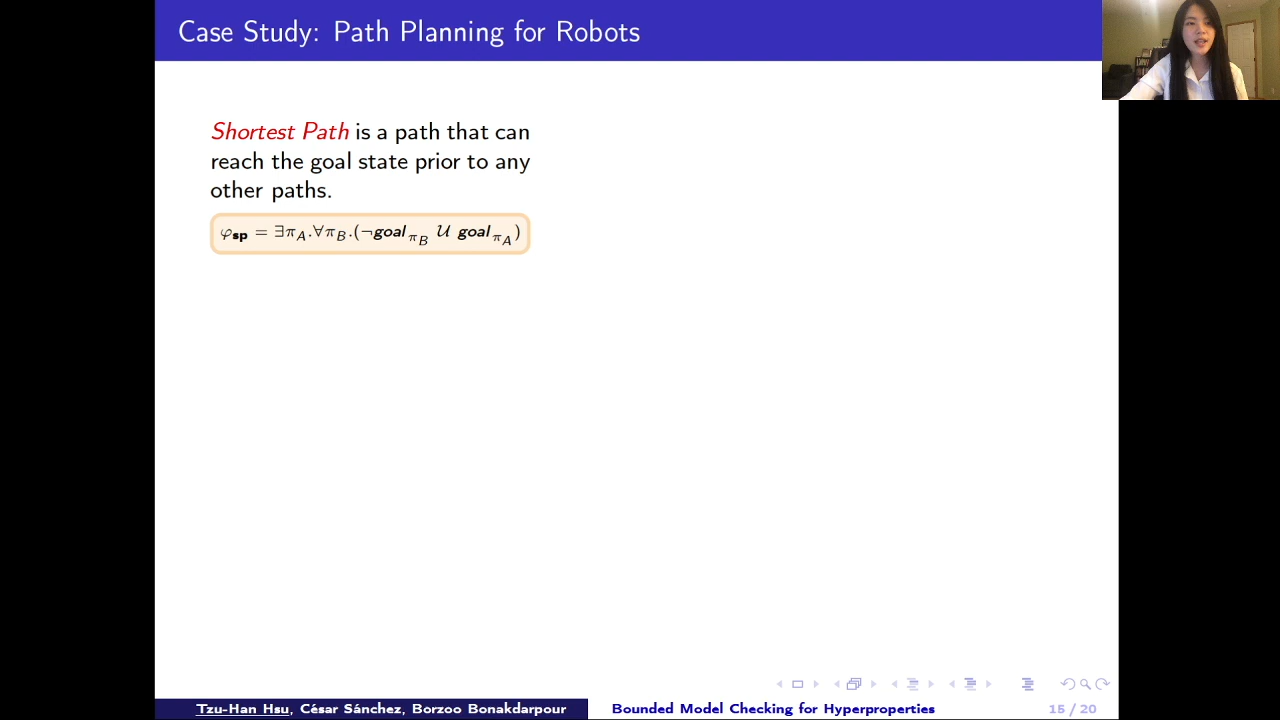 Case Study: Path Planning for Robots
Shortest Path is a path that can
reach the goal state prior to any
other paths.
φsp = ∃πA.∀πB.(¬goalπB 𝒰 goalπA)
Tzu-Han Hsu, César Sánchez, Borzoo Bonakdarpour
Bounded Model Checking for Hyperproperties
15 / 20